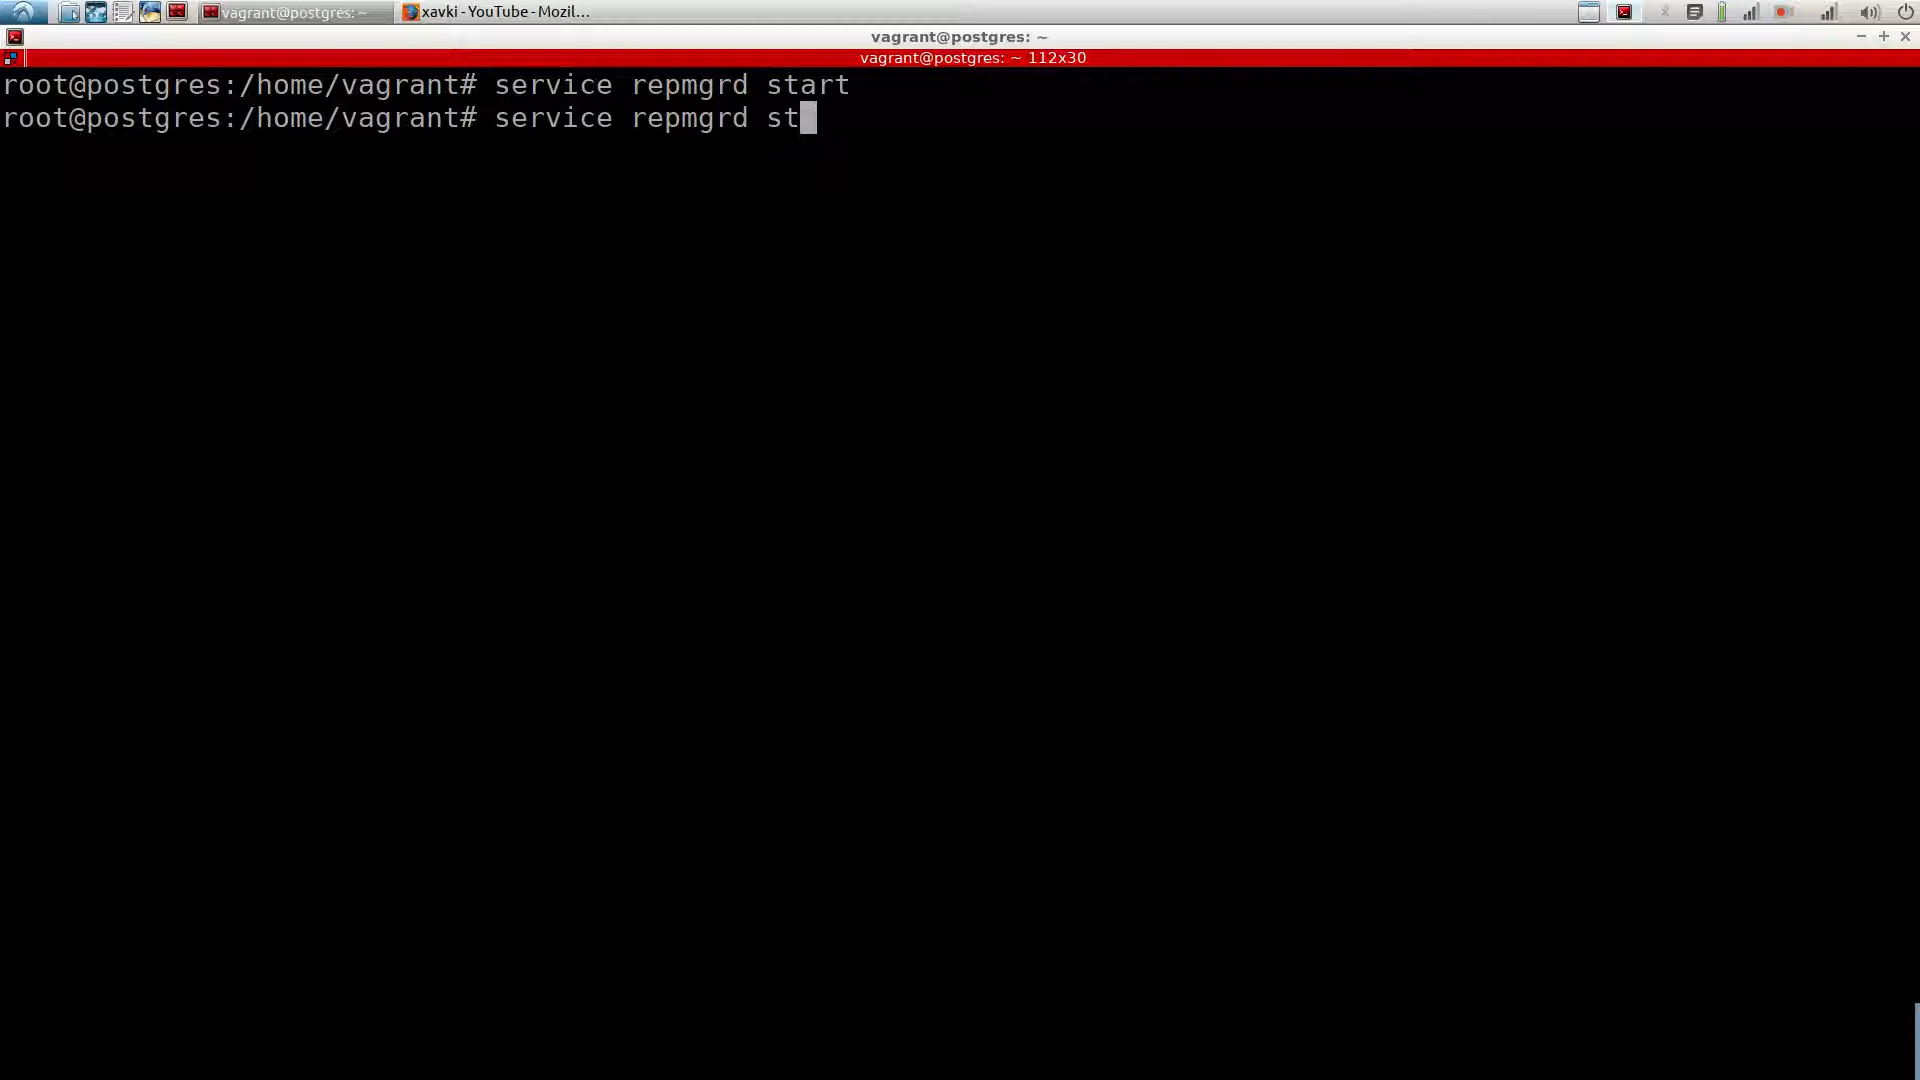 vagrant@postgres: ~
xavki - YouTube - Mozil...
vagrant@postgres: ~
vagrant@postgres: ~ 112x30
root@postgres:/home/vagrant# service repmgrd start
root@postgres:/home/vagrant# service repmgrd st